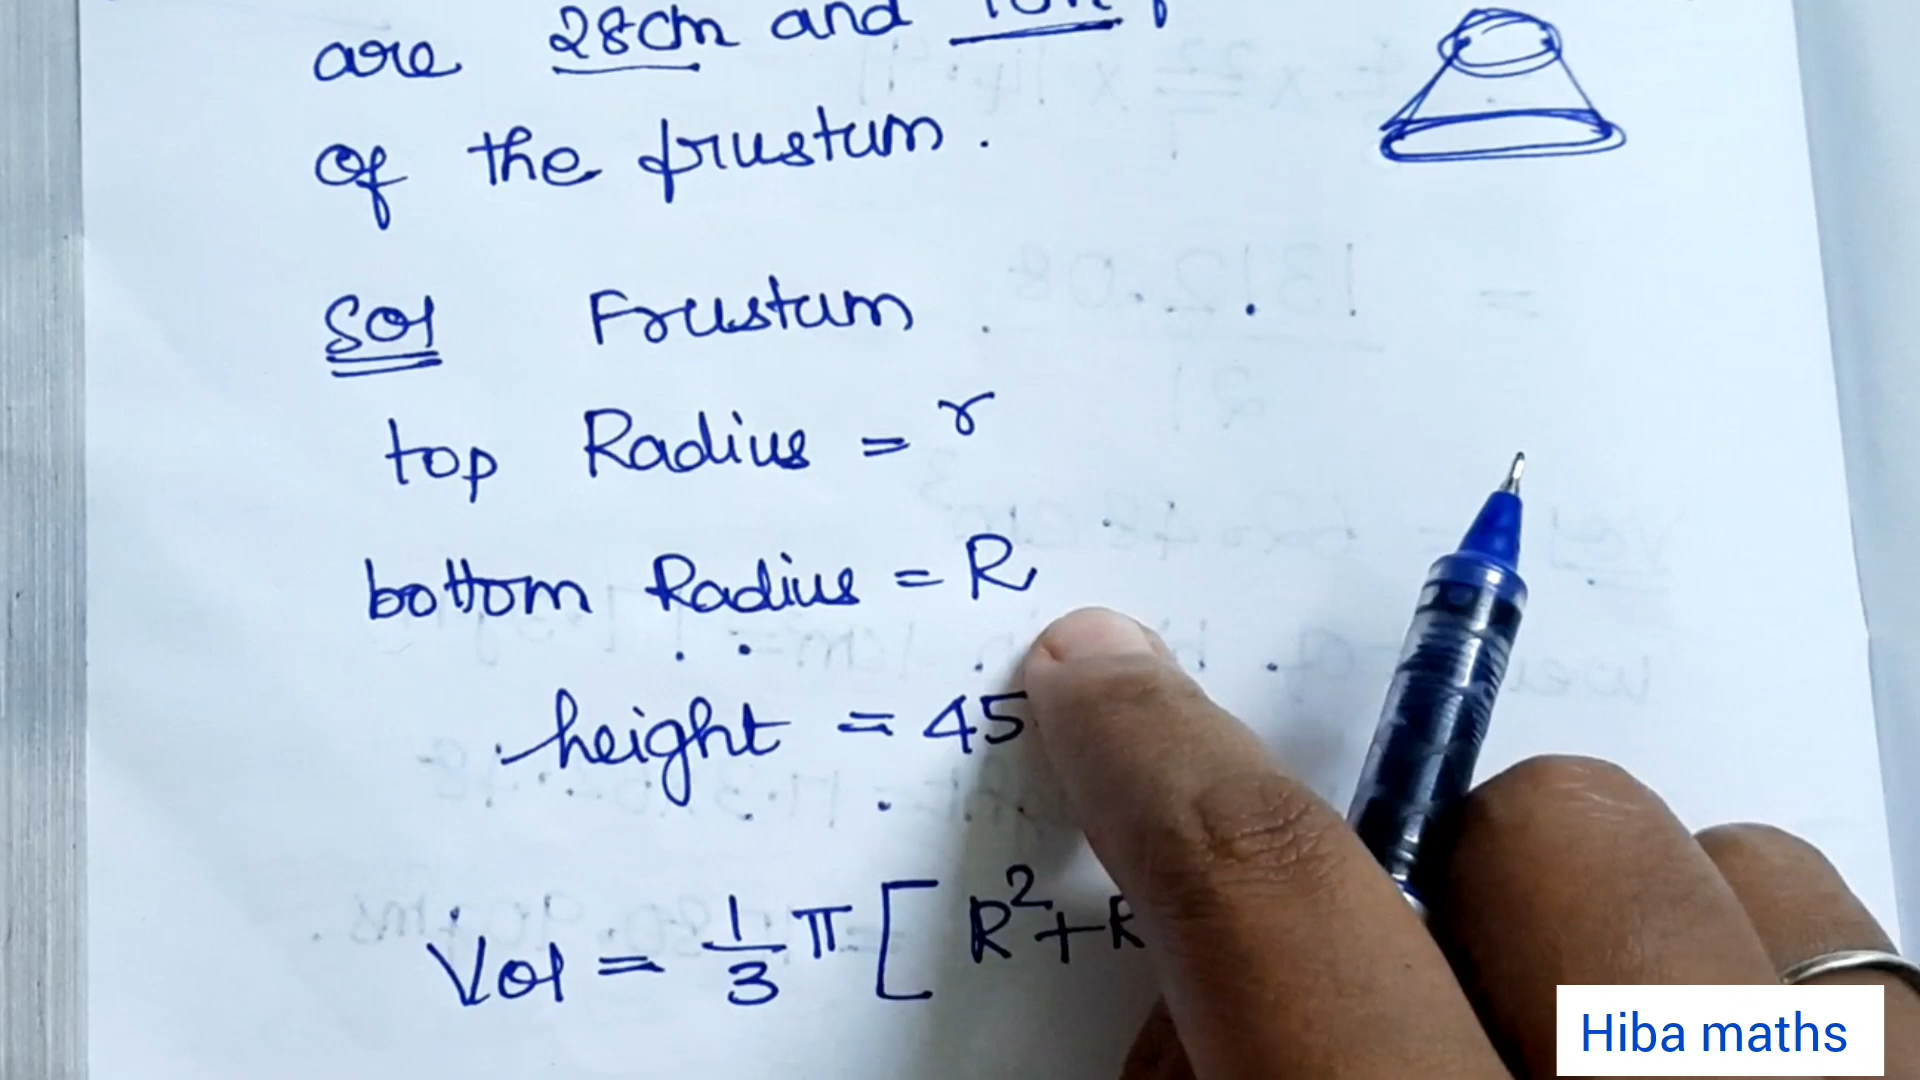 are 28cm and
of the frustum.
Sol Frustum
top Radius = r
bottom Radius = R
height = 45
Vol = 1/3 π [ R² + R
Hiba maths